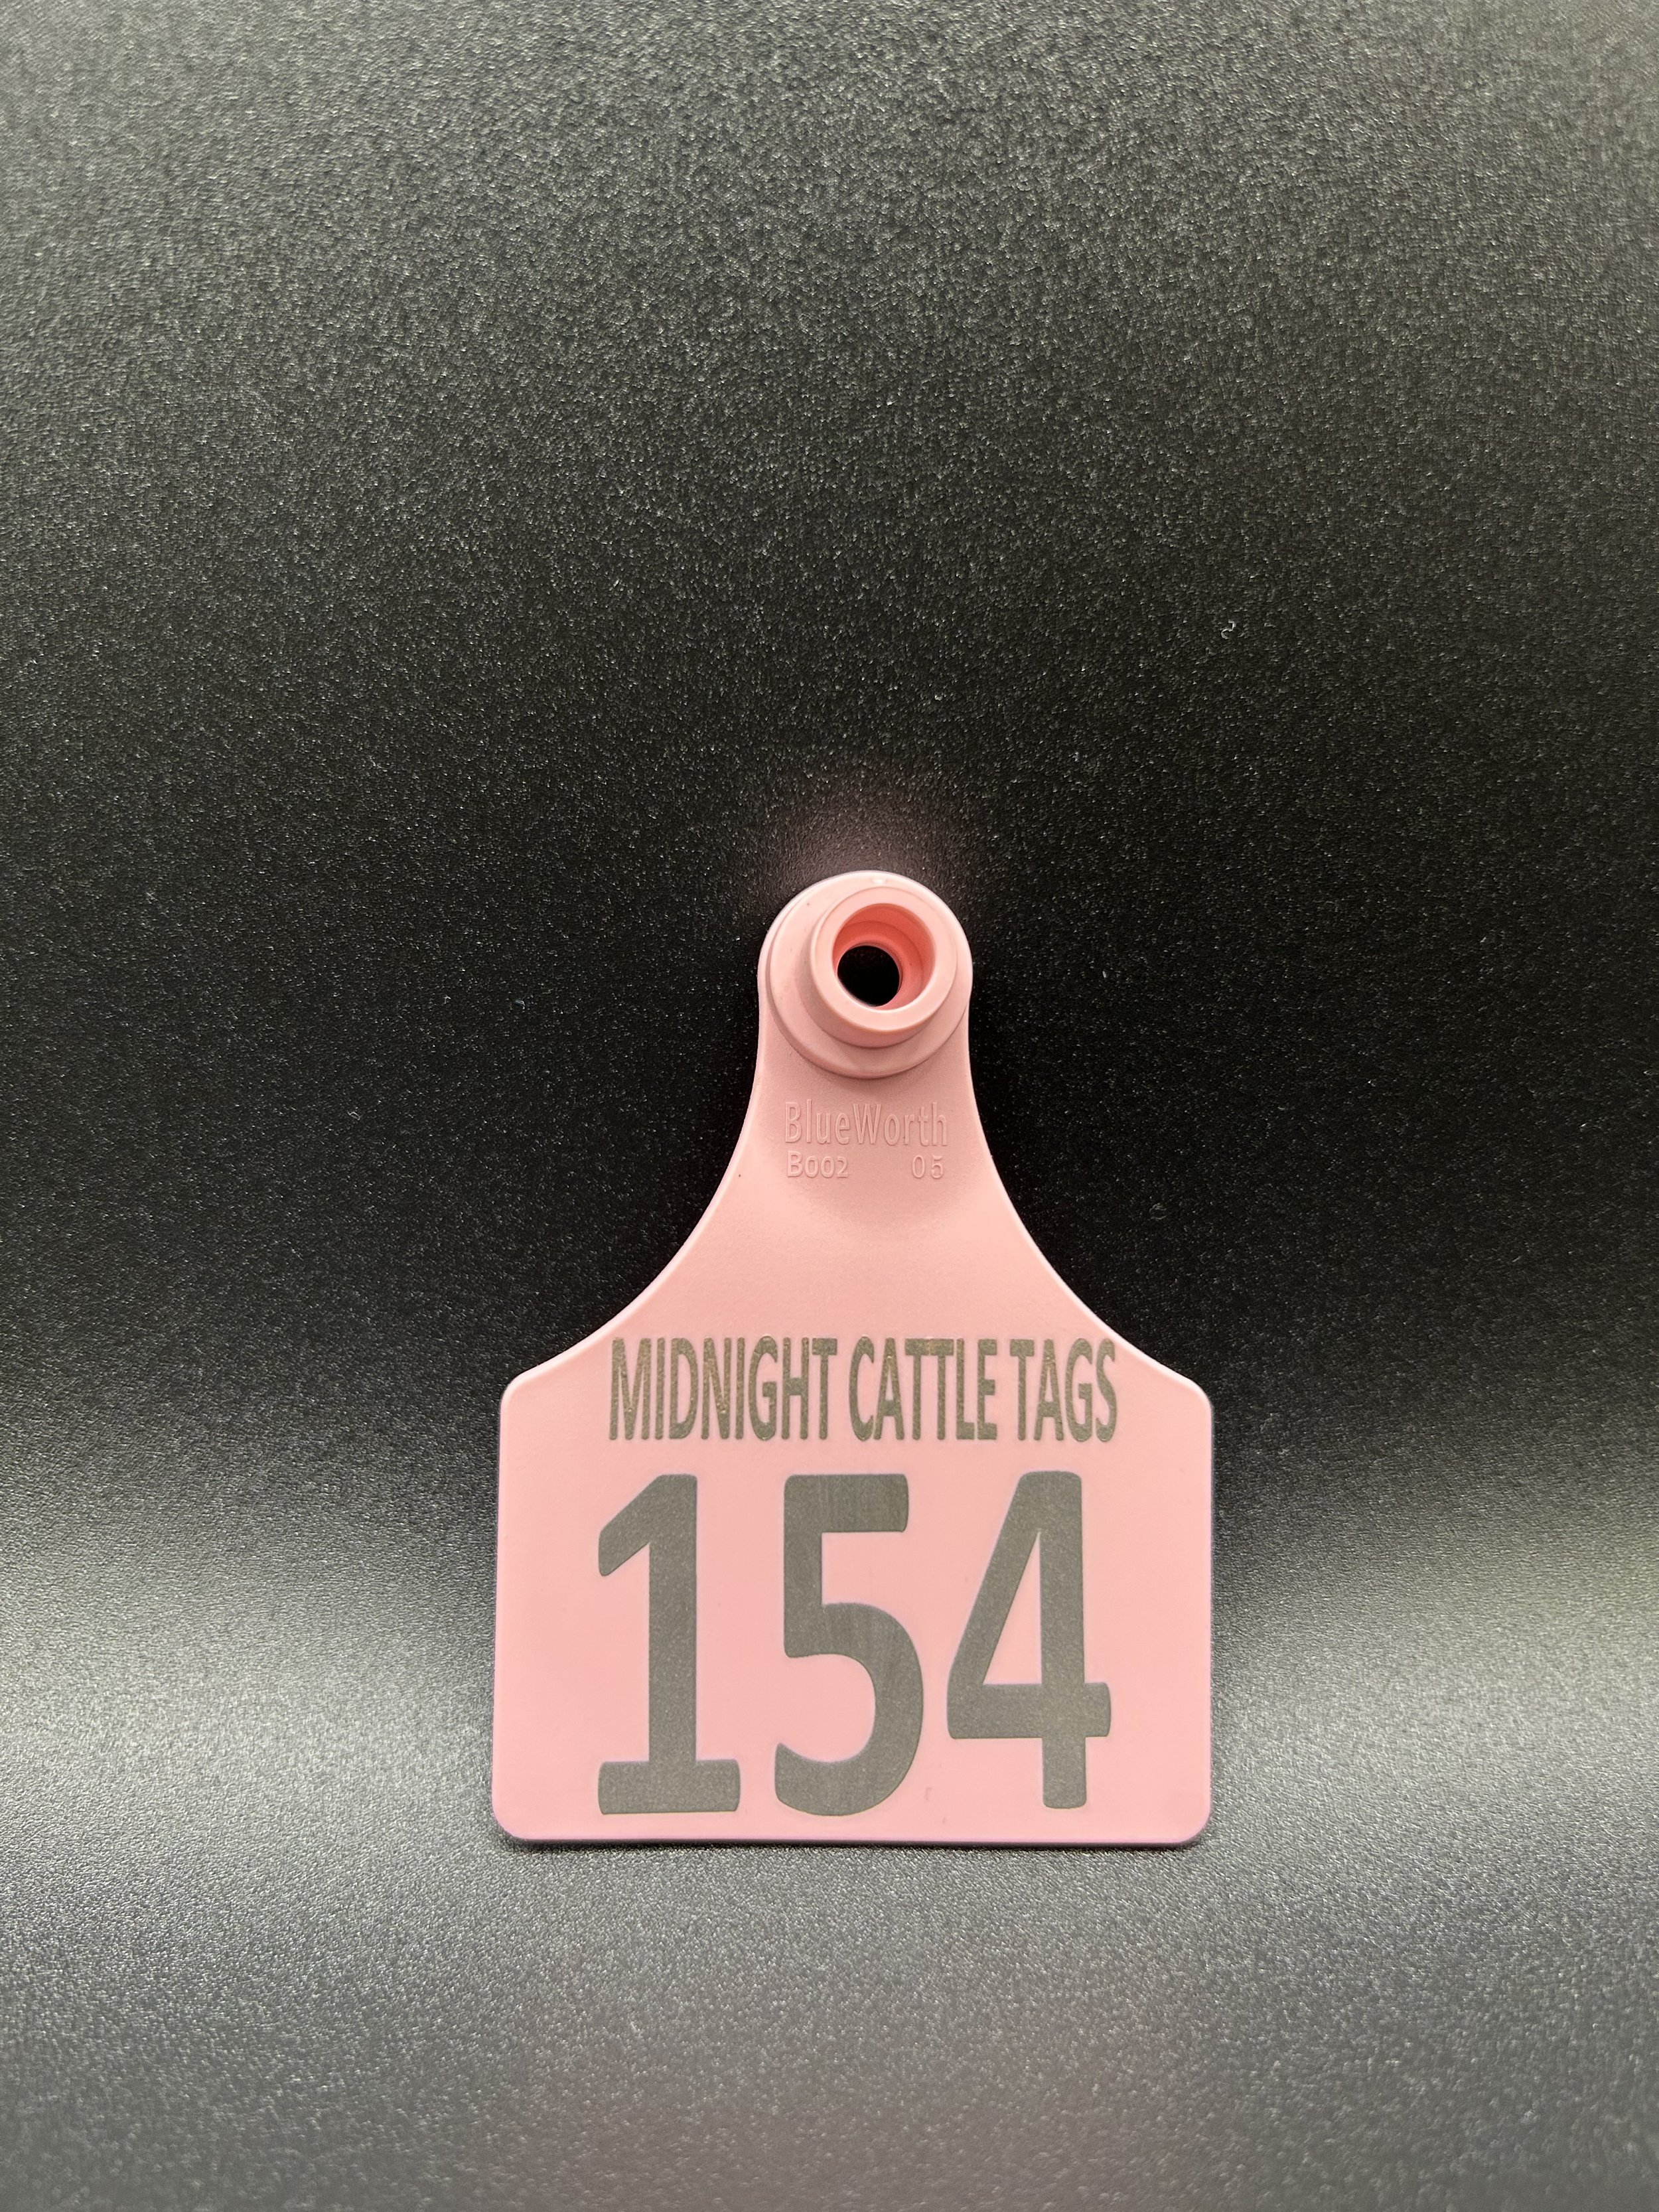 BlueWorth
B002 05
MIDNIGHT CATTLE TAGS
154